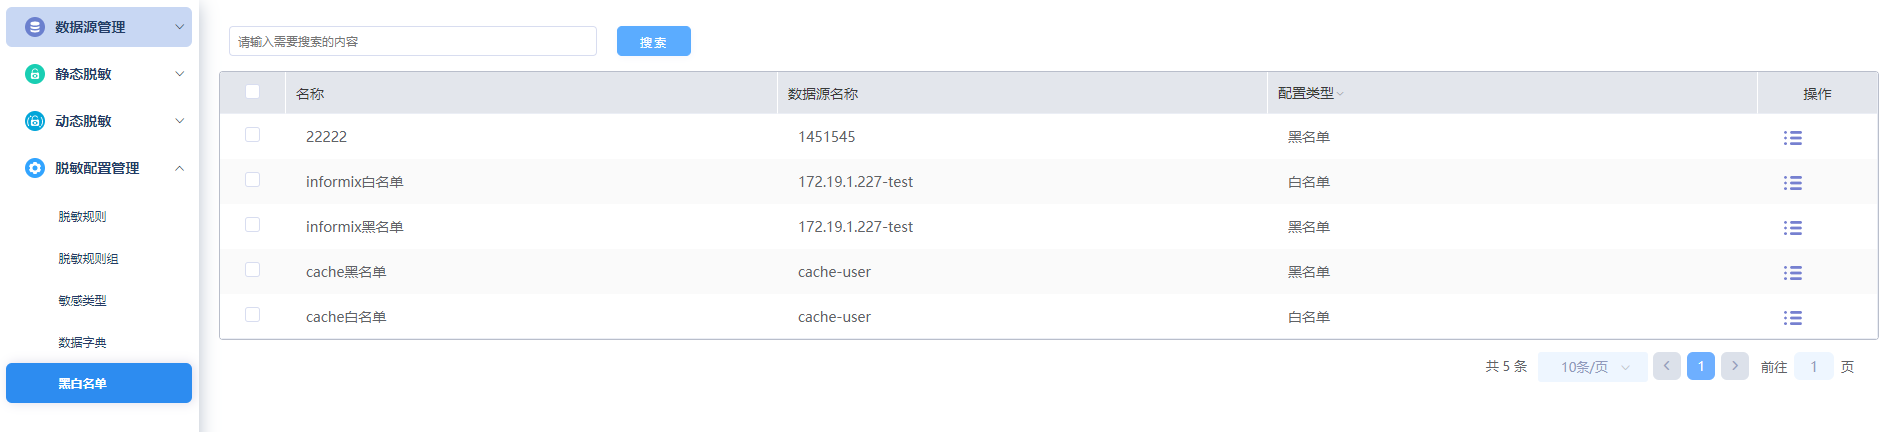 数据源管理
静态脱敏
动态脱敏
脱敏配置管理
脱敏规则
脱敏规则组
敏感类型
数据字典
黑白名单
请输入需要搜索的内容 搜索
名称 数据源名称 配置类型 操作
22222 1451545 黑名单
informix白名单 172.19.1.227-test 白名单
informix黑名单 172.19.1.227-test 黑名单
cache黑名单 cache-user 黑名单
cache白名单 cache-user 白名单
共 5 条 10条/页 1 前往 1 页